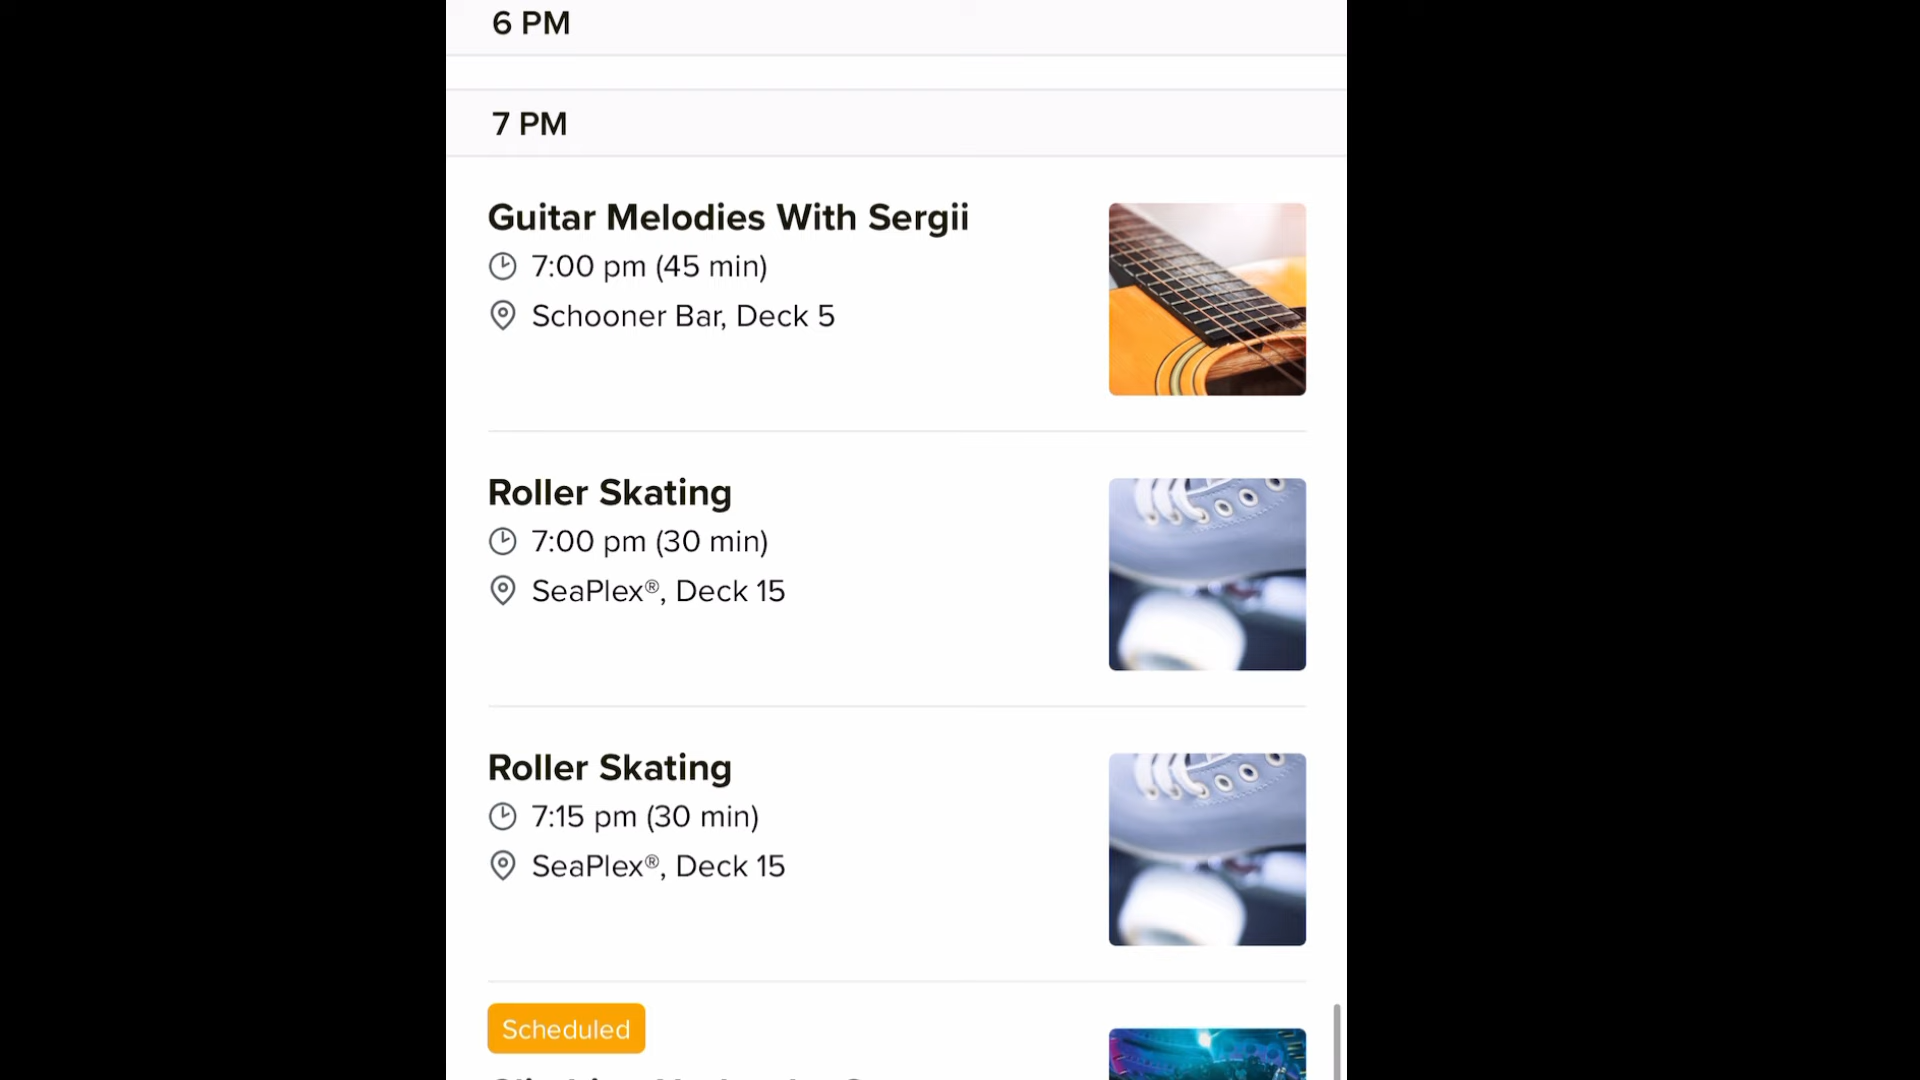 6 PM
7 PM
Guitar Melodies With Sergii
7:00 pm (45 min)
Schooner Bar, Deck 5
Roller Skating
7:00 pm (30 min)
SeaPlex®, Deck 15
Roller Skating
7:15 pm (30 min)
SeaPlex®, Deck 15
Scheduled